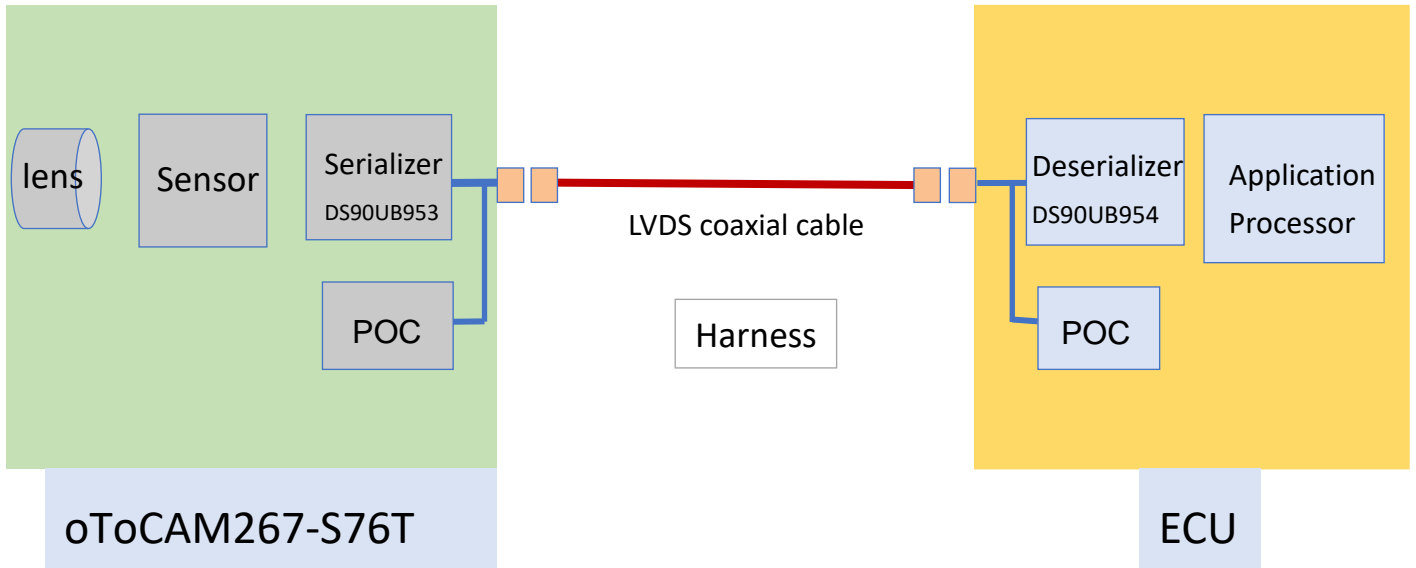 lens
Sensor
Serializer
DS90UB953
POC
LVDS coaxial cable
Harness
Deserializer
DS90UB954
Application
Processor
POC
oToCAM267-S76T
ECU